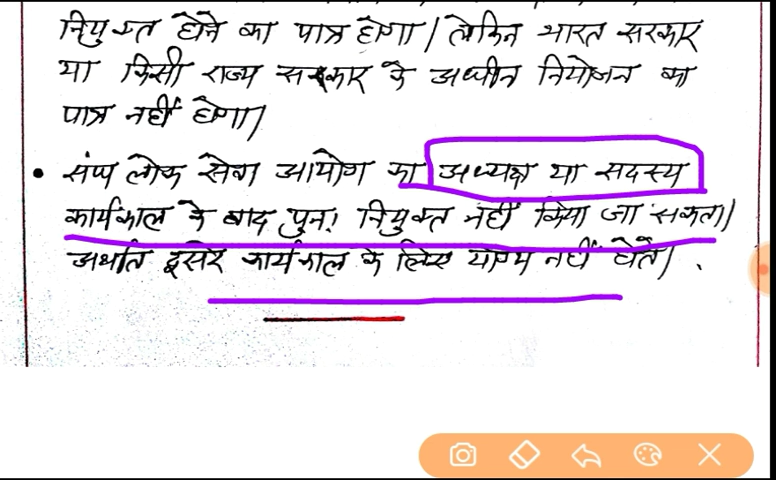 नियुक्त होने का पात्र होगा। लेकिन भारत सरकार
या किसी राज्य सरकार के अधीन नियोजन का
पात्र नहीं होगा।
• संघ लोक सेवा आयोग का अध्यक्ष या सदस्य
कार्यकाल के बाद पुनः नियुक्त नहीं किया जा सकता।
अर्थात दूसरे कार्यकाल के लिए योग्य नहीं होते।